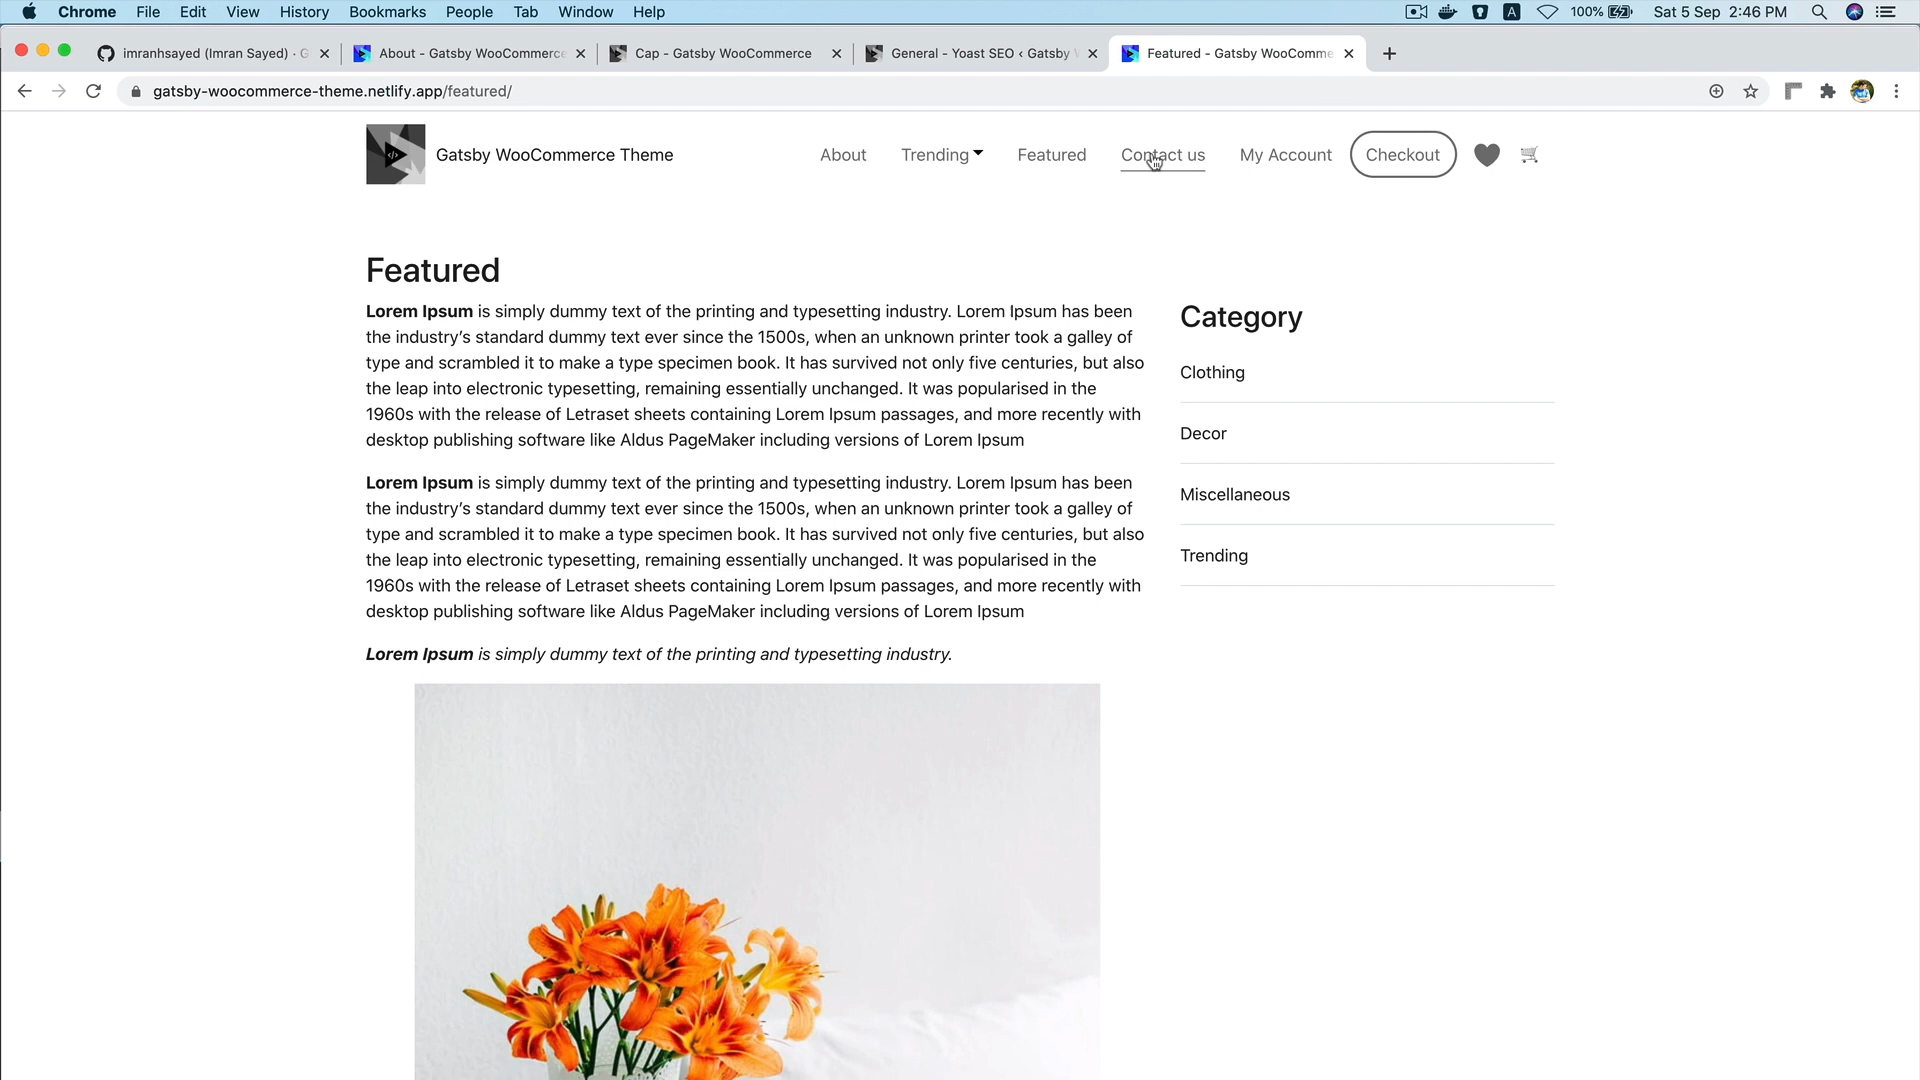 Chrome File Edit View History Bookmarks People Tab Window Help
A 100% Sat 5 Sep 2:46 PM
imranhsayed (Imran Sayed) · G
About - Gatsby WooCommerce
Cap - Gatsby WooCommerce
General - Yoast SEO ‹ Gatsby
Featured - Gatsby WooComme
gatsby-woocommerce-theme.netlify.app/featured/
Gatsby WooCommerce Theme
About Trending Featured Contact us My Account Checkout
Featured
Lorem Ipsum is simply dummy text of the printing and typesetting industry. Lorem Ipsum has been
the industry’s standard dummy text ever since the 1500s, when an unknown printer took a galley of
type and scrambled it to make a type specimen book. It has survived not only five centuries, but also
the leap into electronic typesetting, remaining essentially unchanged. It was popularised in the
1960s with the release of Letraset sheets containing Lorem Ipsum passages, and more recently with
desktop publishing software like Aldus PageMaker including versions of Lorem Ipsum
Lorem Ipsum is simply dummy text of the printing and typesetting industry. Lorem Ipsum has been
the industry’s standard dummy text ever since the 1500s, when an unknown printer took a galley of
type and scrambled it to make a type specimen book. It has survived not only five centuries, but also
the leap into electronic typesetting, remaining essentially unchanged. It was popularised in the
1960s with the release of Letraset sheets containing Lorem Ipsum passages, and more recently with
desktop publishing software like Aldus PageMaker including versions of Lorem Ipsum
Lorem Ipsum is simply dummy text of the printing and typesetting industry.
Category
Clothing
Decor
Miscellaneous
Trending